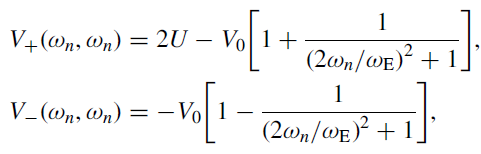 V₊(ωₙ, ωₙ) = 2U − V₀[1 + 1/((2ωₙ/ω_E)² + 1)],
V₋(ωₙ, ωₙ) = −V₀[1 − 1/((2ωₙ/ω_E)² + 1)],